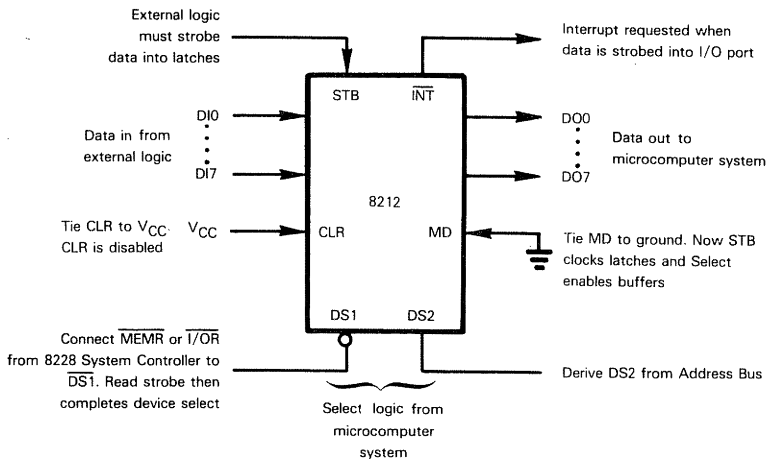 External logic
must strobe
data into latches
Interrupt requested when
data is strobed into I/O port
STB
INT
DI0
DI7
Data in from
external logic
DO0
DO7
Data out to
microcomputer system
8212
Tie CLR to VCC.
CLR is disabled
VCC
CLR
MD
Tie MD to ground. Now STB
clocks latches and Select
enables buffers
DS1
DS2
Connect MEMR or I/OR
from 8228 System Controller to
DS1. Read strobe then
completes device select
Select logic from
microcomputer
system
Derive DS2 from Address Bus